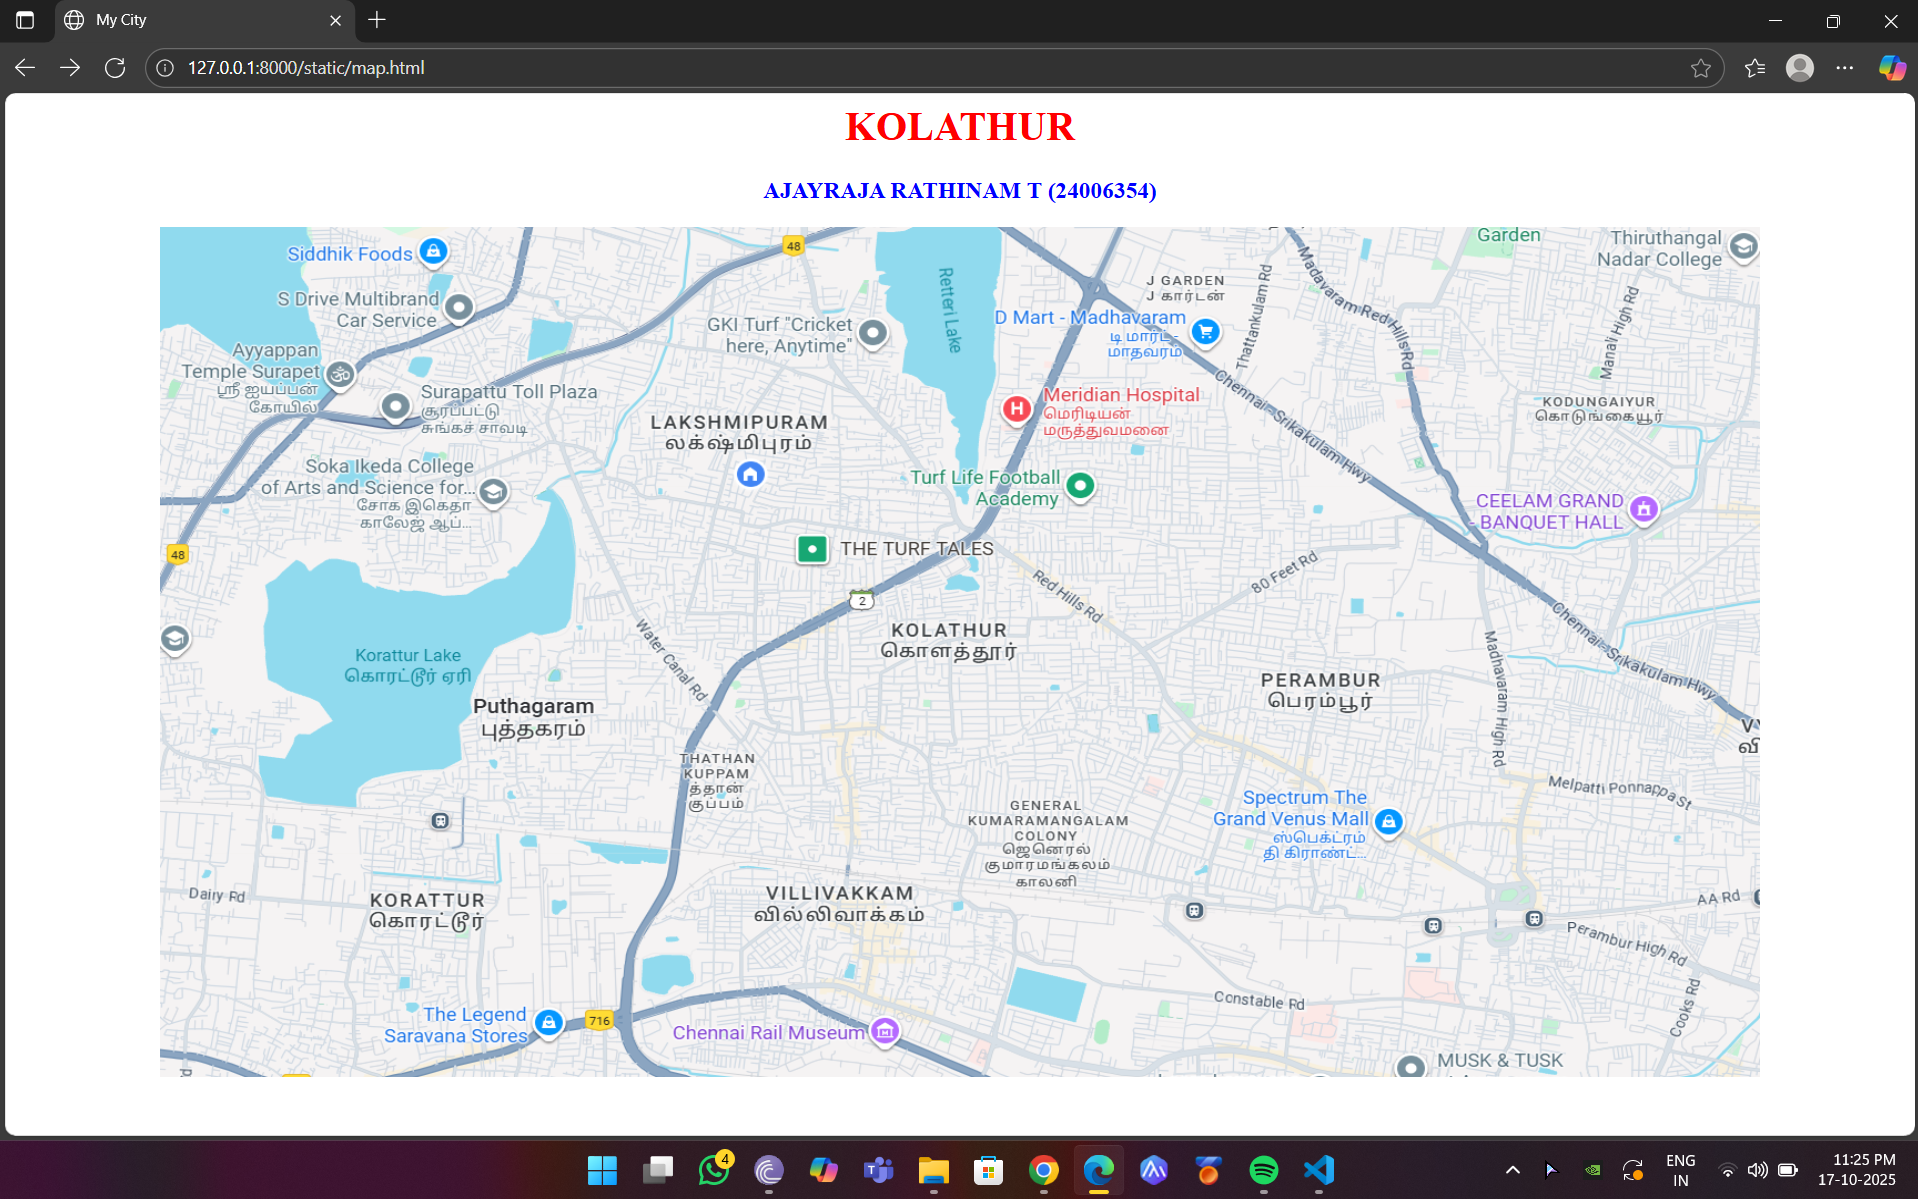 My City
127.0.0.1:8000/static/map.html
KOLATHUR
AJAYRAJA RATHINAM T (24006354)
Siddhik Foods
48
Garden
Thiruthangal
Nadar College
S Drive Multibrand
Car Service
Retteri Lake
J GARDEN
J கார்டன்
Thattankulam Rd
Madavaram Red Hills Rd
Manali High Rd
GKI Turf "Cricket
here, Anytime"
D Mart - Madhavaram
டி மார்ட் -
மாதவரம்
Ayyappan
Temple Surapet
ஸ்ரீ ஐயப்பன்
கோயில்
Surapattu Toll Plaza
சூரப்பட்டு
சுங்கச் சாவடி
Chennai - Srikakulam Hwy
Meridian Hospital
மெரிடியன்
மருத்துவமனை
KODUNGAIYUR
கொடுங்கையூர்
LAKSHMIPURAM
லக்ஷ்மிபுரம்
Soka Ikeda College
of Arts and Science for...
சோக இகெதா
காலேஜ் ஆப்...
Turf Life Football
Academy
CEELAM GRAND
- BANQUET HALL
48
THE TURF TALES
2
Red Hills Rd
80 Feet Rd
Water Canal Rd
KOLATHUR
கொளத்தூர்
Korattur Lake
கொரட்டூர் ஏரி
Chennai - Srikakulam Hwy
Madhavaram High Rd
PERAMBUR
பெரம்பூர்
Puthagaram
புத்தகரம்
THATHAN
KUPPAM
த்தான்
குப்பம்
Melpatti Ponnappa St
GENERAL
KUMARAMANGALAM
COLONY
ஜெனெரல்
குமாரமங்கலம்
காலனி
Spectrum The
Grand Venus Mall
ஸ்பெக்ட்ரம்
தி கிராண்ட்...
Dairy Rd
KORATTUR
கொரட்டூர்
VILLIVAKKAM
வில்லிவாக்கம்
AA Rd
Perambur High Rd
Constable Rd
Cooks Rd
The Legend
Saravana Stores
716
Chennai Rail Museum
MUSK & TUSK
4
ENG
IN
11:25 PM
17-10-2025